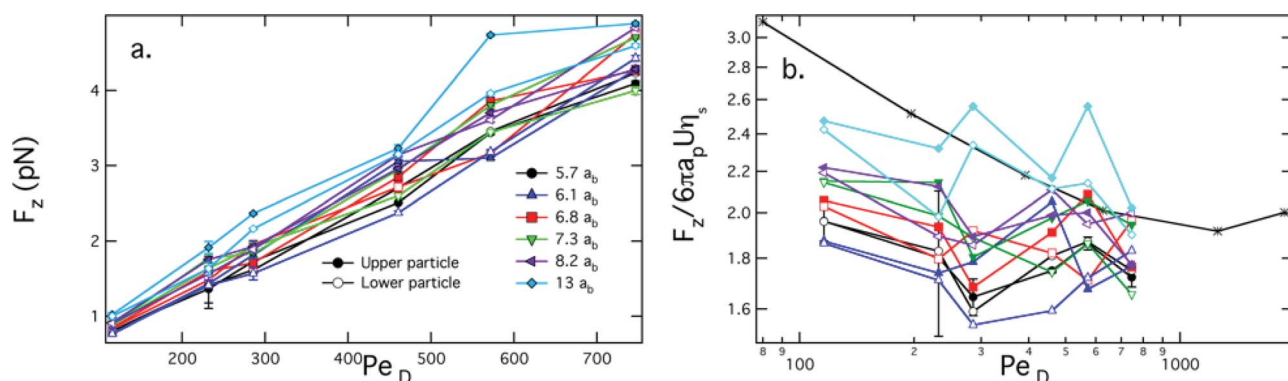 a.
F_z (pN)
4
3
2
1
200
300
400
500
600
700
Pe_D
5.7 a_b
6.1 a_b
6.8 a_b
7.3 a_b
8.2 a_b
13 a_b
Upper particle
Lower particle
b.
F_z/6πa_pUη_s
3.0
2.8
2.6
2.4
2.2
2.0
1.8
1.6
8
9
100
2
3
4
5
6
7
8
9
1000
Pe_D